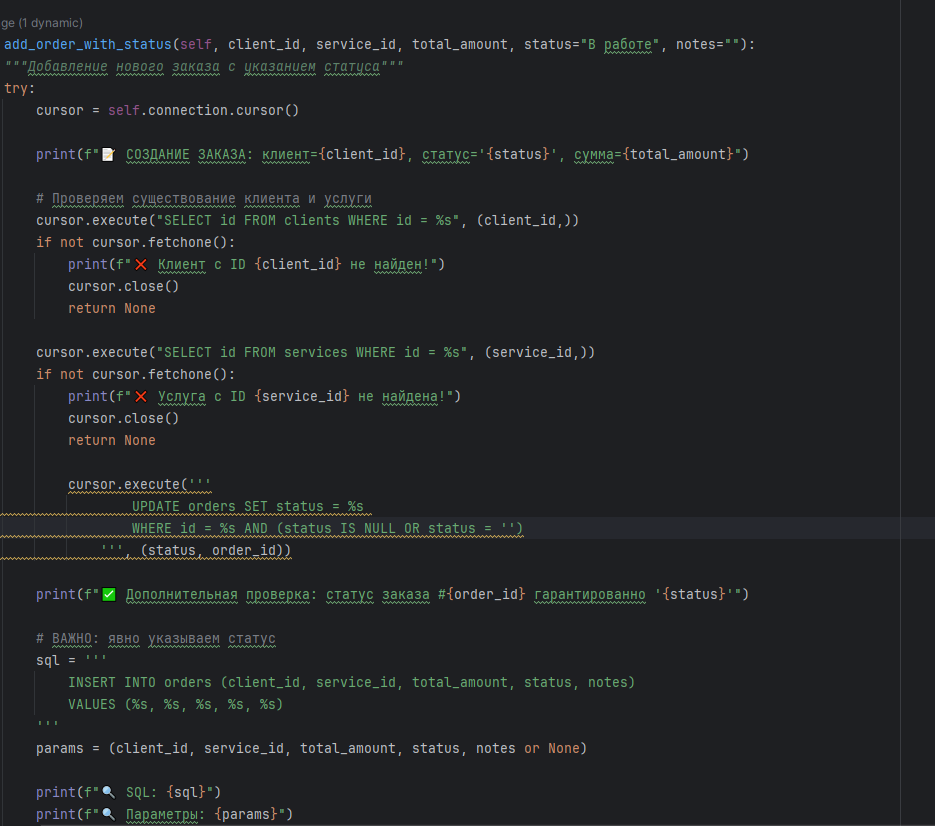 ge (1 dynamic)
add_order_with_status(self, client_id, service_id, total_amount, status="В работе", notes=""):
"""Добавление нового заказа с указанием статуса"""
try:
cursor = self.connection.cursor()
print(f"📝 СОЗДАНИЕ ЗАКАЗА: клиент={client_id}, статус='{status}', сумма={total_amount}")
# Проверяем существование клиента и услуги
cursor.execute("SELECT id FROM clients WHERE id = %s", (client_id,))
if not cursor.fetchone():
print(f"❌ Клиент с ID {client_id} не найден!")
cursor.close()
return None
cursor.execute("SELECT id FROM services WHERE id = %s", (service_id,))
if not cursor.fetchone():
print(f"❌ Услуга с ID {service_id} не найдена!")
cursor.close()
return None
cursor.execute('''
UPDATE orders SET status = %s
WHERE id = %s AND (status IS NULL OR status = '')
''', (status, order_id))
print(f"✅ Дополнительная проверка: статус заказа #{order_id} гарантированно '{status}'")
# ВАЖНО: явно указываем статус
sql = '''
INSERT INTO orders (client_id, service_id, total_amount, status, notes)
VALUES (%s, %s, %s, %s, %s)
'''
params = (client_id, service_id, total_amount, status, notes or None)
print(f"🔍 SQL: {sql}")
print(f"🔍 Параметры: {params}")